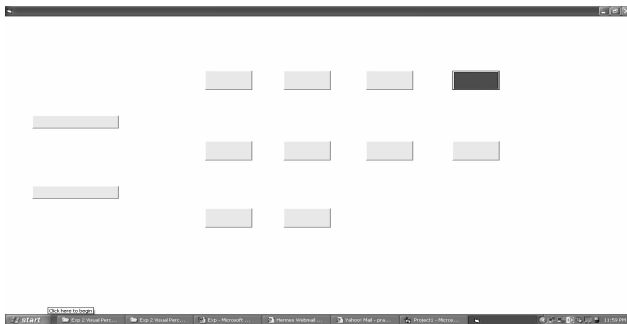 Click here to begin
start Exp 2 Visual Perc... Exp 2 Visual Perc... Exp - Microsoft ... Hermes Webmail ... Yahoo! Mail - pra... Project1 - Micros... 11:59 PM